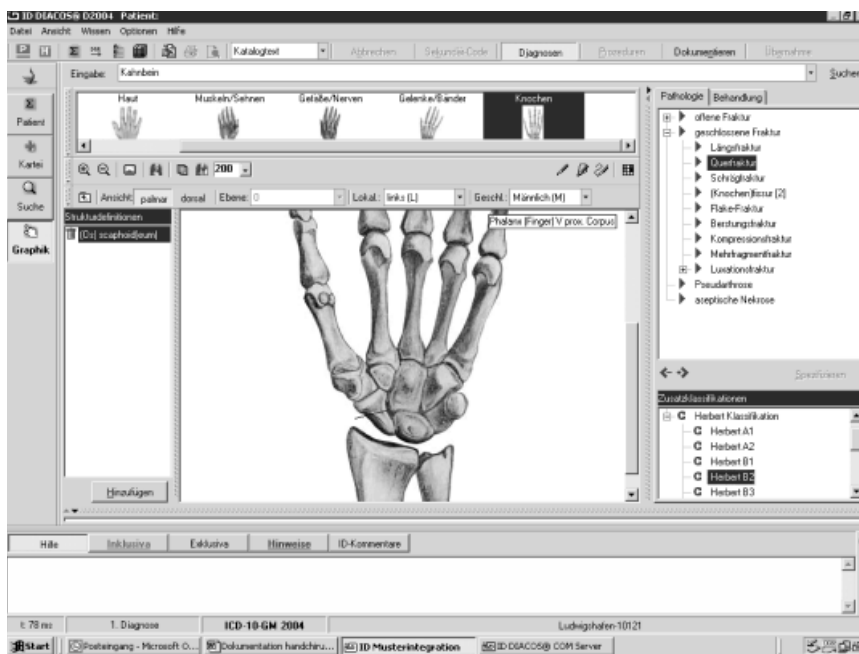 ID DIACOS® D2004 Patient:
Datei Ansicht Wissen Optionen Hilfe
Katalogtext Abbrechen Sekundär-Code Diagnosen Prozeduren Dokumentieren Übernahme
Eingabe: Kahnbein Suchen
Patient
Kartei
Suche
Graphik
Haut Muskeln/Sehnen Gefäße/Nerven Gelenke/Bänder Knochen
200
Ansicht: palmar dorsal Ebene: 0 Lokal.: links (L) Geschl.: Männlich (M)
Strukturdefinitionen
(Os) scaphoid(eum)
Phalanx (Finger) V prox. Corpus
Hinzufügen
Pathologie Behandlung
offene Fraktur
geschlossene Fraktur
Längsfraktur
Querfraktur
Schrägfraktur
(Knochen)fissur [2]
Flake-Fraktur
Berstungsfraktur
Kompressionsfraktur
Mehrfragmentfraktur
Luxationsfraktur
Pseudarthrose
aseptische Nekrose
Spezifizieren
Zusatzklassifikationen
C Herbert Klassifikation
C Herbert A1
C Herbert A2
C Herbert B1
C Herbert B2
C Herbert B3
Hilfe Inklusiva Exklusiva Hinweise ID-Kommentare
t: 78 ms 1. Diagnose ICD-10-GM 2004 Ludwigshafen-10121
Start Posteingang - Microsoft O... Dokumentation handchiru... ID Musterintegration ID DIACOS® COM Server